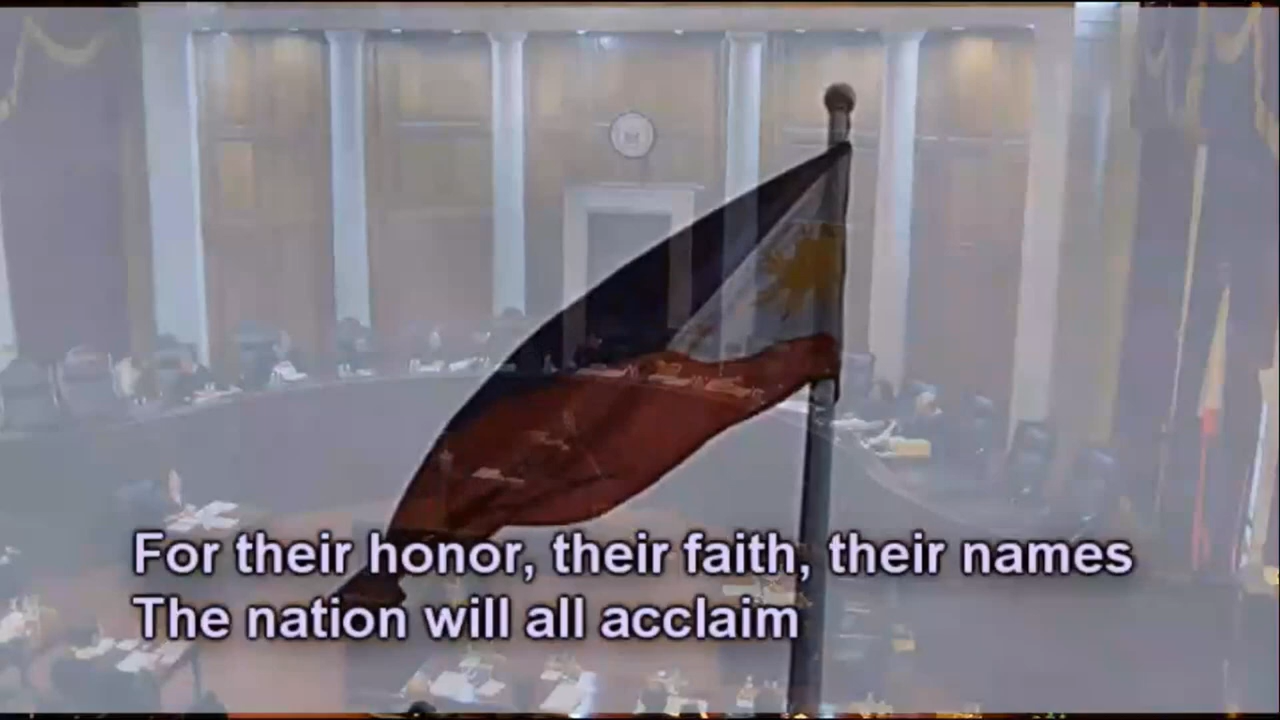 For their honor, their faith, their names
The nation will all acclaim